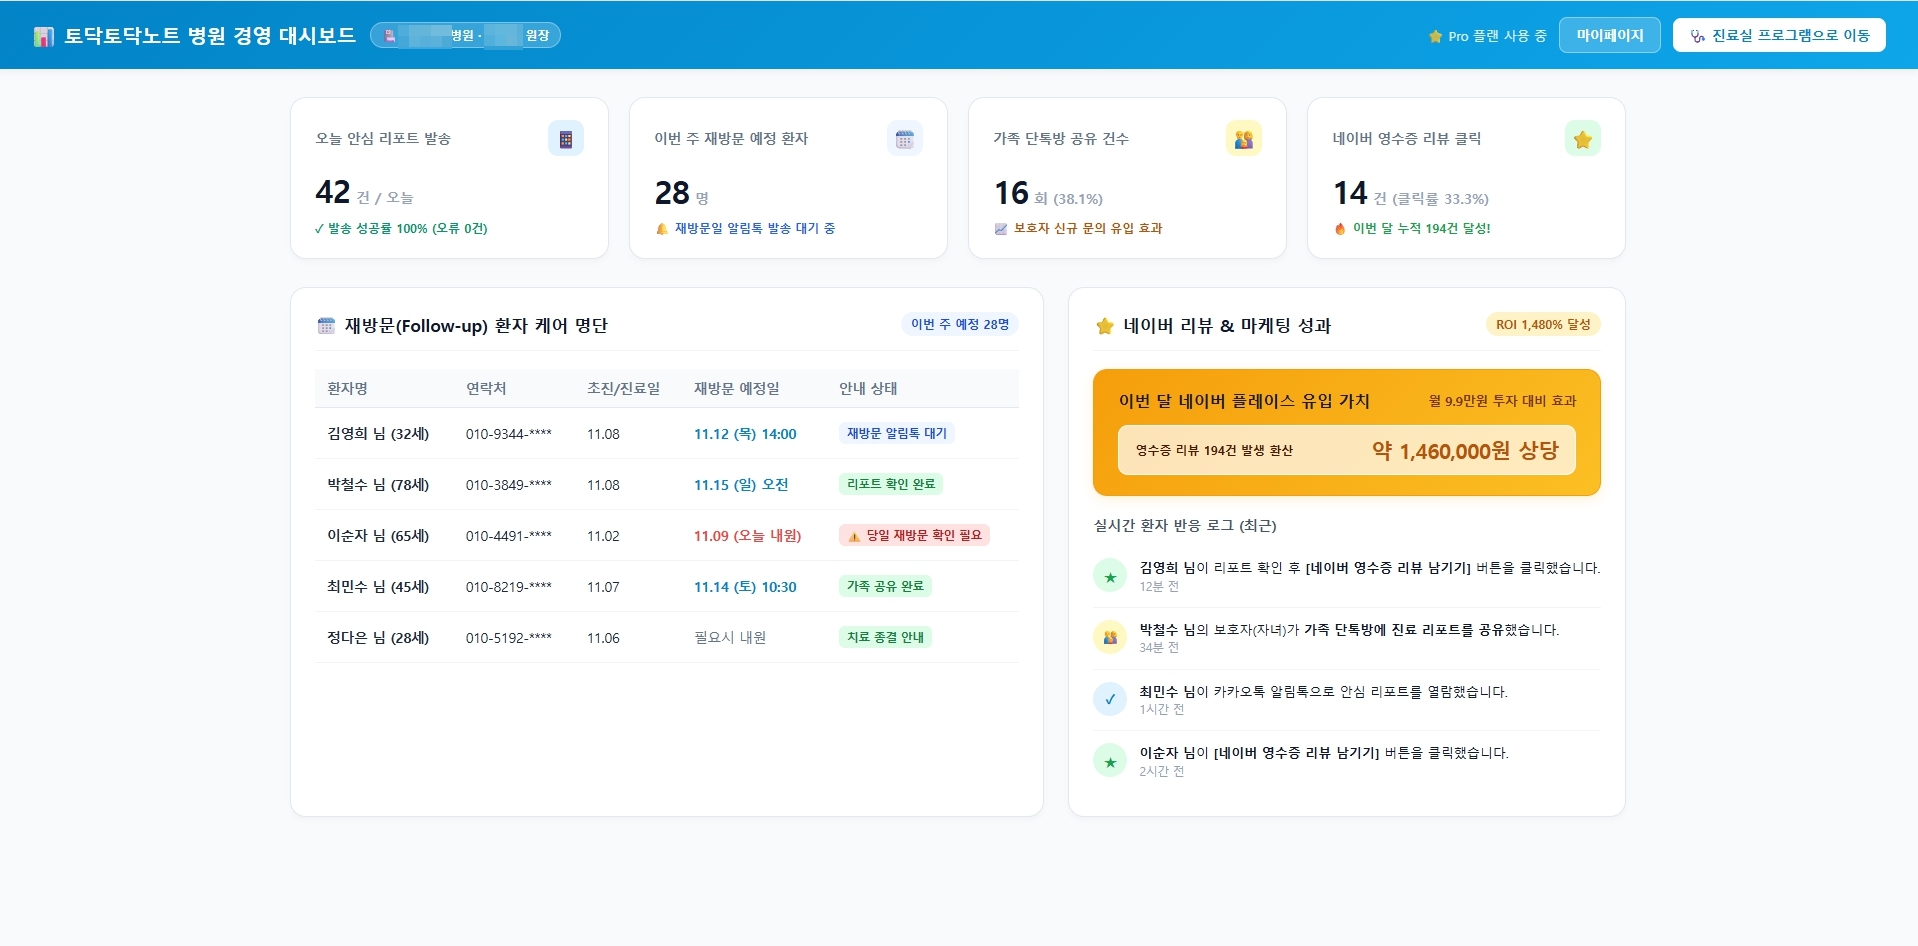 토닥토닥노트 병원 경영 대시보드
병원 · 원장
Pro 플랜 사용 중
마이페이지
진료실 프로그램으로 이동
오늘 안심 리포트 발송
42 건 / 오늘
✓ 발송 성공률 100% (오류 0건)
이번 주 재방문 예정 환자
28 명
재방문일 알림톡 발송 대기 중
가족 단톡방 공유 건수
16 회 (38.1%)
보호자 신규 문의 유입 효과
네이버 영수증 리뷰 클릭
14 건 (클릭률 33.3%)
이번 달 누적 194건 달성!
재방문(Follow-up) 환자 케어 명단
이번 주 예정 28명
환자명 연락처 초진/진료일 재방문 예정일 안내 상태
김영희 님 (32세) 010-9344-**** 11.08 11.12 (목) 14:00 재방문 알림톡 대기
박철수 님 (78세) 010-3849-**** 11.08 11.15 (일) 오전 리포트 확인 완료
이순자 님 (65세) 010-4491-**** 11.02 11.09 (오늘 내원) 당일 재방문 확인 필요
최민수 님 (45세) 010-8219-**** 11.07 11.14 (토) 10:30 가족 공유 완료
정다은 님 (28세) 010-5192-**** 11.06 필요시 내원 치료 종결 안내
네이버 리뷰 & 마케팅 성과
ROI 1,480% 달성
이번 달 네이버 플레이스 유입 가치
월 9.9만원 투자 대비 효과
영수증 리뷰 194건 발생 환산
약 1,460,000원 상당
실시간 환자 반응 로그 (최근)
김영희 님이 리포트 확인 후 [네이버 영수증 리뷰 남기기] 버튼을 클릭했습니다.
12분 전
박철수 님의 보호자(자녀)가 가족 단톡방에 진료 리포트를 공유했습니다.
34분 전
최민수 님이 카카오톡 알림톡으로 안심 리포트를 열람했습니다.
1시간 전
이순자 님이 [네이버 영수증 리뷰 남기기] 버튼을 클릭했습니다.
2시간 전